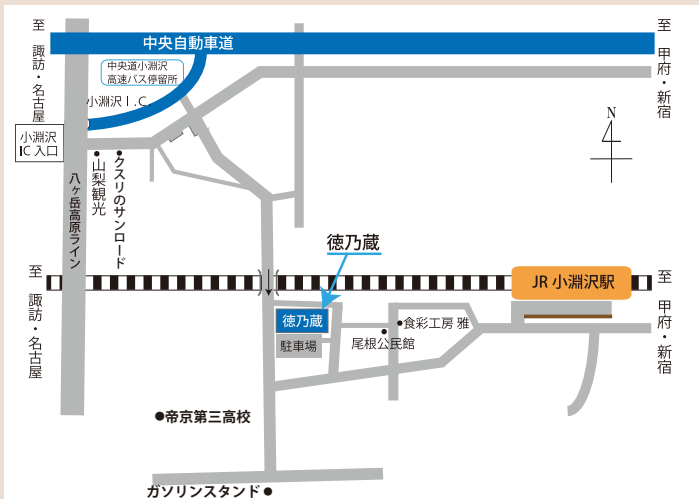 至 諏訪・名古屋
中央自動車道
至 甲府・新宿
中央道小淵沢
高速バス停留所
小淵沢 I .C.
小淵沢
IC 入口
N
山梨観光
クスリのサンロード
八ヶ岳高原ライン
徳乃蔵
至 諏訪・名古屋
JR 小淵沢駅
至 甲府・新宿
徳乃蔵
駐車場
食彩工房 雅
尾根公民館
帝京第三高校
ガソリンスタンド